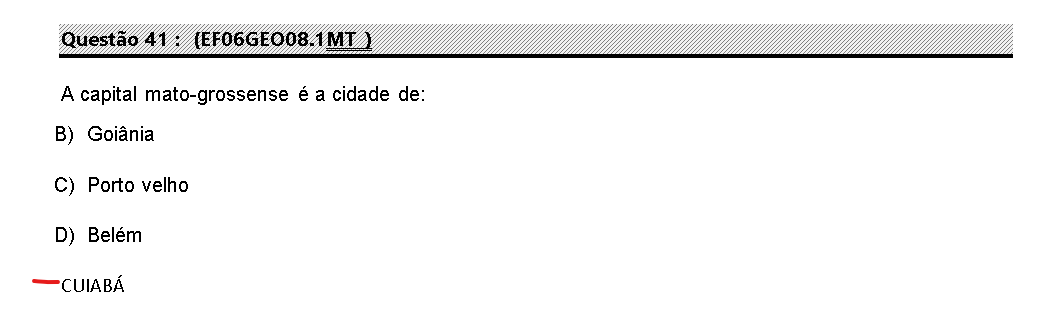 Questão 41 : (EF06GEO08.1MT )
A capital mato-grossense é a cidade de:
B) Goiânia
C) Porto velho
D) Belém
CUIABÁ